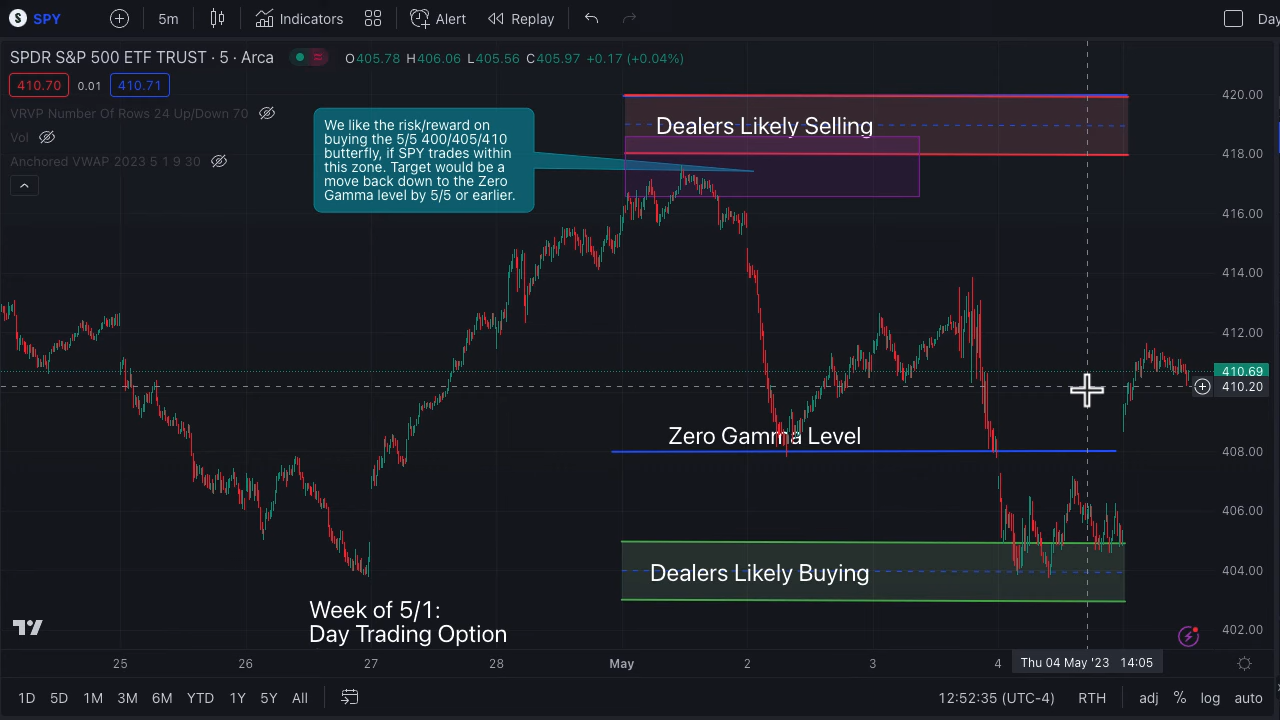 SPY
5m
Indicators
Alert
Replay
Day
SPDR S&P 500 ETF TRUST · 5 · Arca
O405.78 H406.06 L405.56 C405.97 +0.17 (+0.04%)
410.70 0.01 410.71
VRVP Number Of Rows 24 Up/Down 70
Vol
Anchored VWAP 2023 5 1 9 30
We like the risk/reward on
buying the 5/5 400/405/410
butterfly, if SPY trades within
this zone. Target would be a
move back down to the Zero
Gamma level by 5/5 or earlier.
Dealers Likely Selling
Zero Gamma Level
Dealers Likely Buying
Week of 5/1:
Day Trading Option
420.00
418.00
416.00
414.00
412.00
410.69
410.20
408.00
406.00
404.00
402.00
25 26 27 28 May 2 3 4
Thu 04 May '23 14:05
1D 5D 1M 3M 6M YTD 1Y 5Y All
12:52:35 (UTC-4) RTH adj % log auto